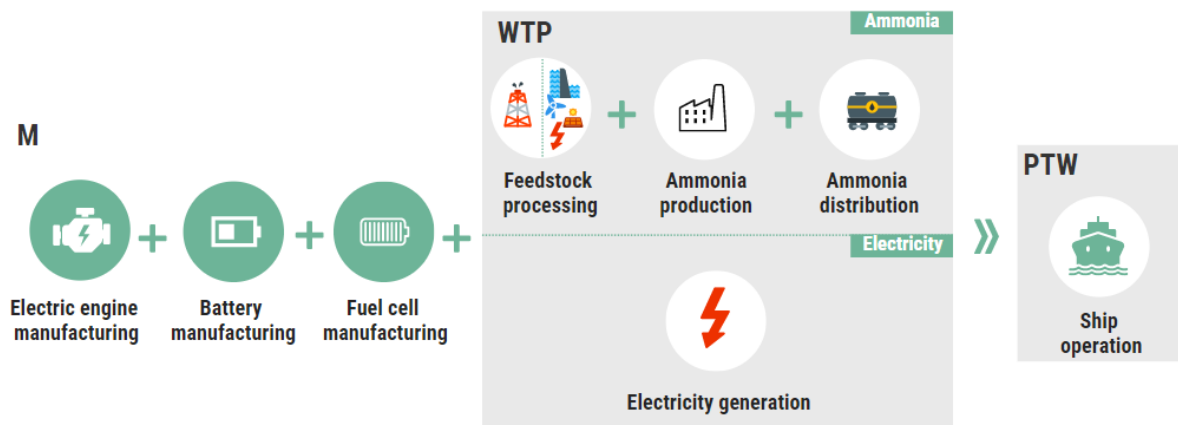 M
Electric engine
manufacturing
Battery
manufacturing
Fuel cell
manufacturing
WTP
Ammonia
Feedstock
processing
Ammonia
production
Ammonia
distribution
Electricity
Electricity generation
PTW
Ship
operation